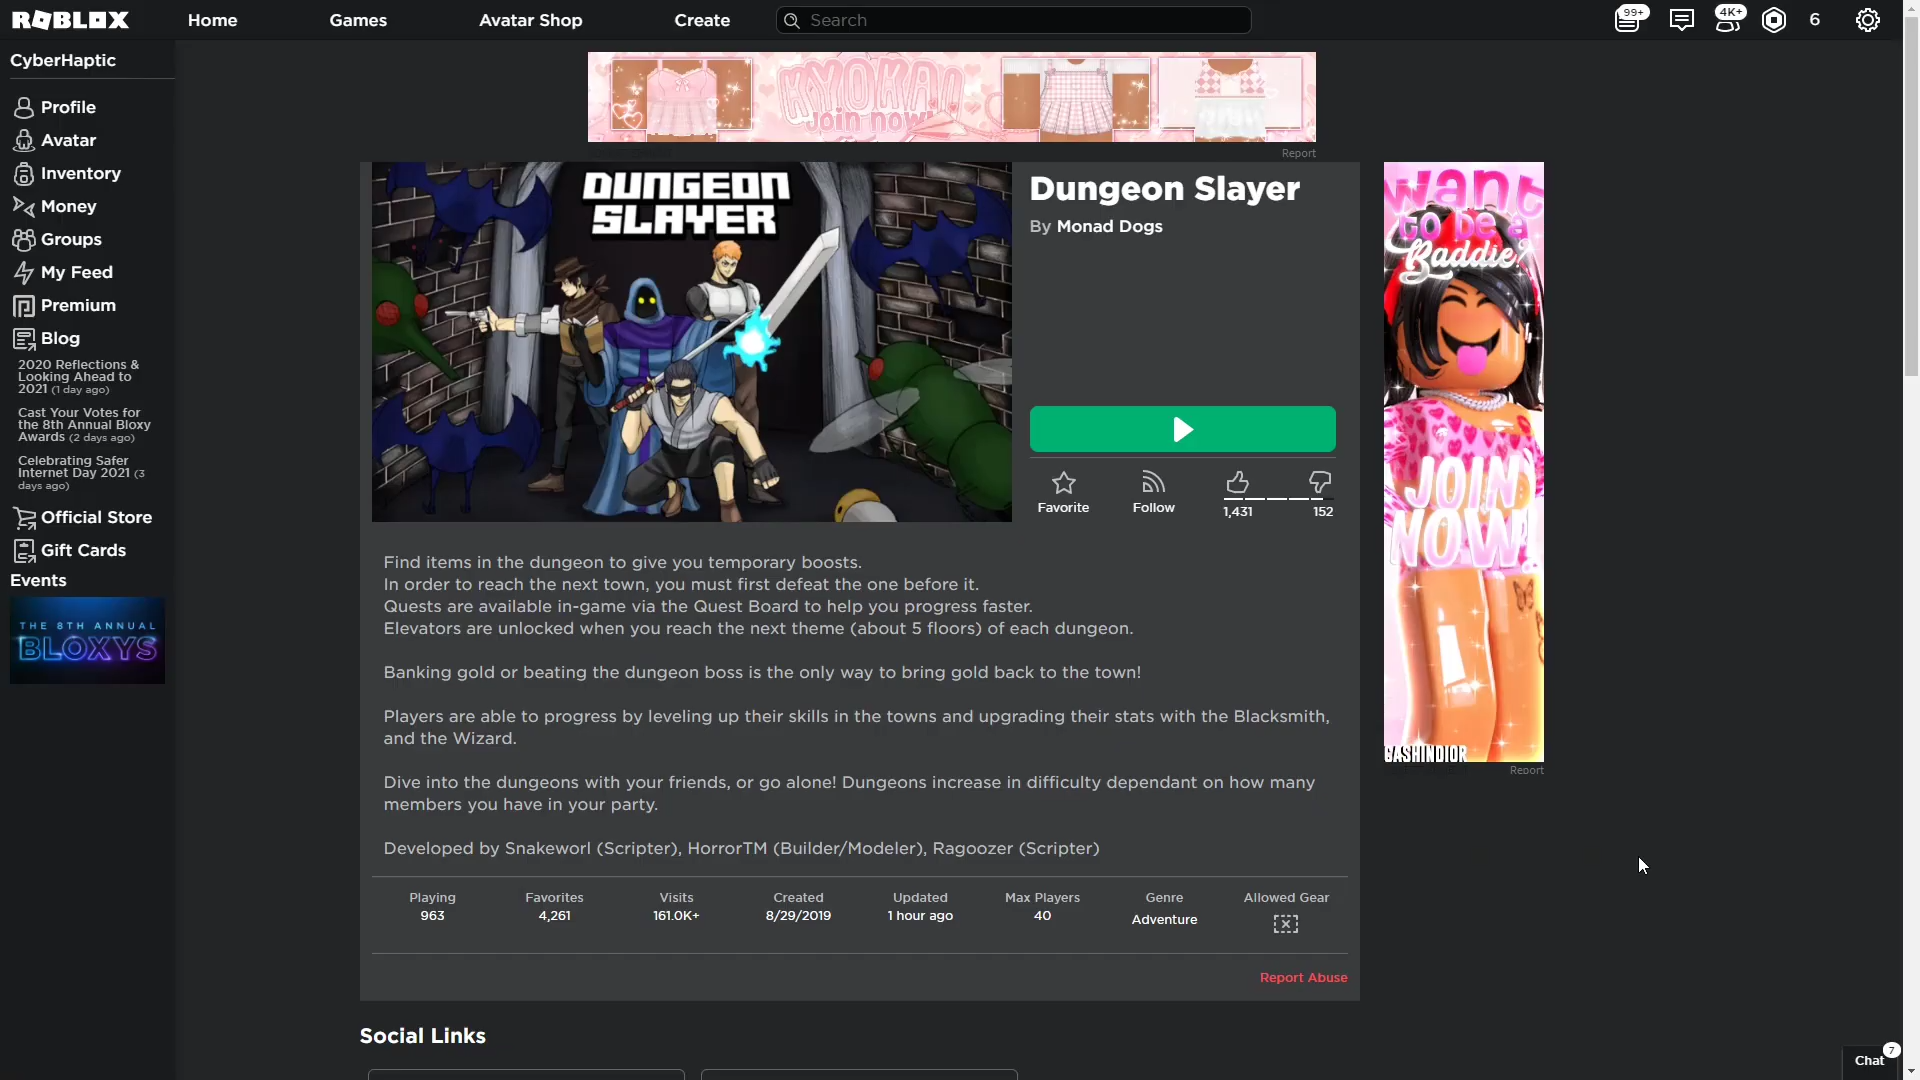 ROBLOX
Home
Games
Avatar Shop
Create
Search
99+
4K+
6
CyberHaptic
Profile
Avatar
Inventory
Money
Groups
My Feed
Premium
Blog
2020 Reflections &
Looking Ahead to
2021 (1 day ago)
Cast Your Votes for
the 8th Annual Bloxy
Awards (2 days ago)
Celebrating Safer
Internet Day 2021 (3
days ago)
Official Store
Gift Cards
Events
THE 8TH ANNUAL
BLOXYS
KYOKAI
Join now!
Report
DUNGEON
SLAYER
Dungeon Slayer
By Monad Dogs
Favorite
Follow
1,431
152
Find items in the dungeon to give you temporary boosts.
In order to reach the next town, you must first defeat the one before it.
Quests are available in-game via the Quest Board to help you progress faster.
Elevators are unlocked when you reach the next theme (about 5 floors) of each dungeon.
Banking gold or beating the dungeon boss is the only way to bring gold back to the town!
Players are able to progress by leveling up their skills in the towns and upgrading their stats with the Blacksmith,
and the Wizard.
Dive into the dungeons with your friends, or go alone! Dungeons increase in difficulty dependant on how many
members you have in your party.
Developed by Snakeworl (Scripter), HorrorTM (Builder/Modeler), Ragoozer (Scripter)
Playing
963
Favorites
4,261
Visits
161.0K+
Created
8/29/2019
Updated
1 hour ago
Max Players
40
Genre
Adventure
Allowed Gear
Report Abuse
Social Links
want
to be a
Baddie?
JOIN
NOW!
GASHINDIOR
Report
Chat
7